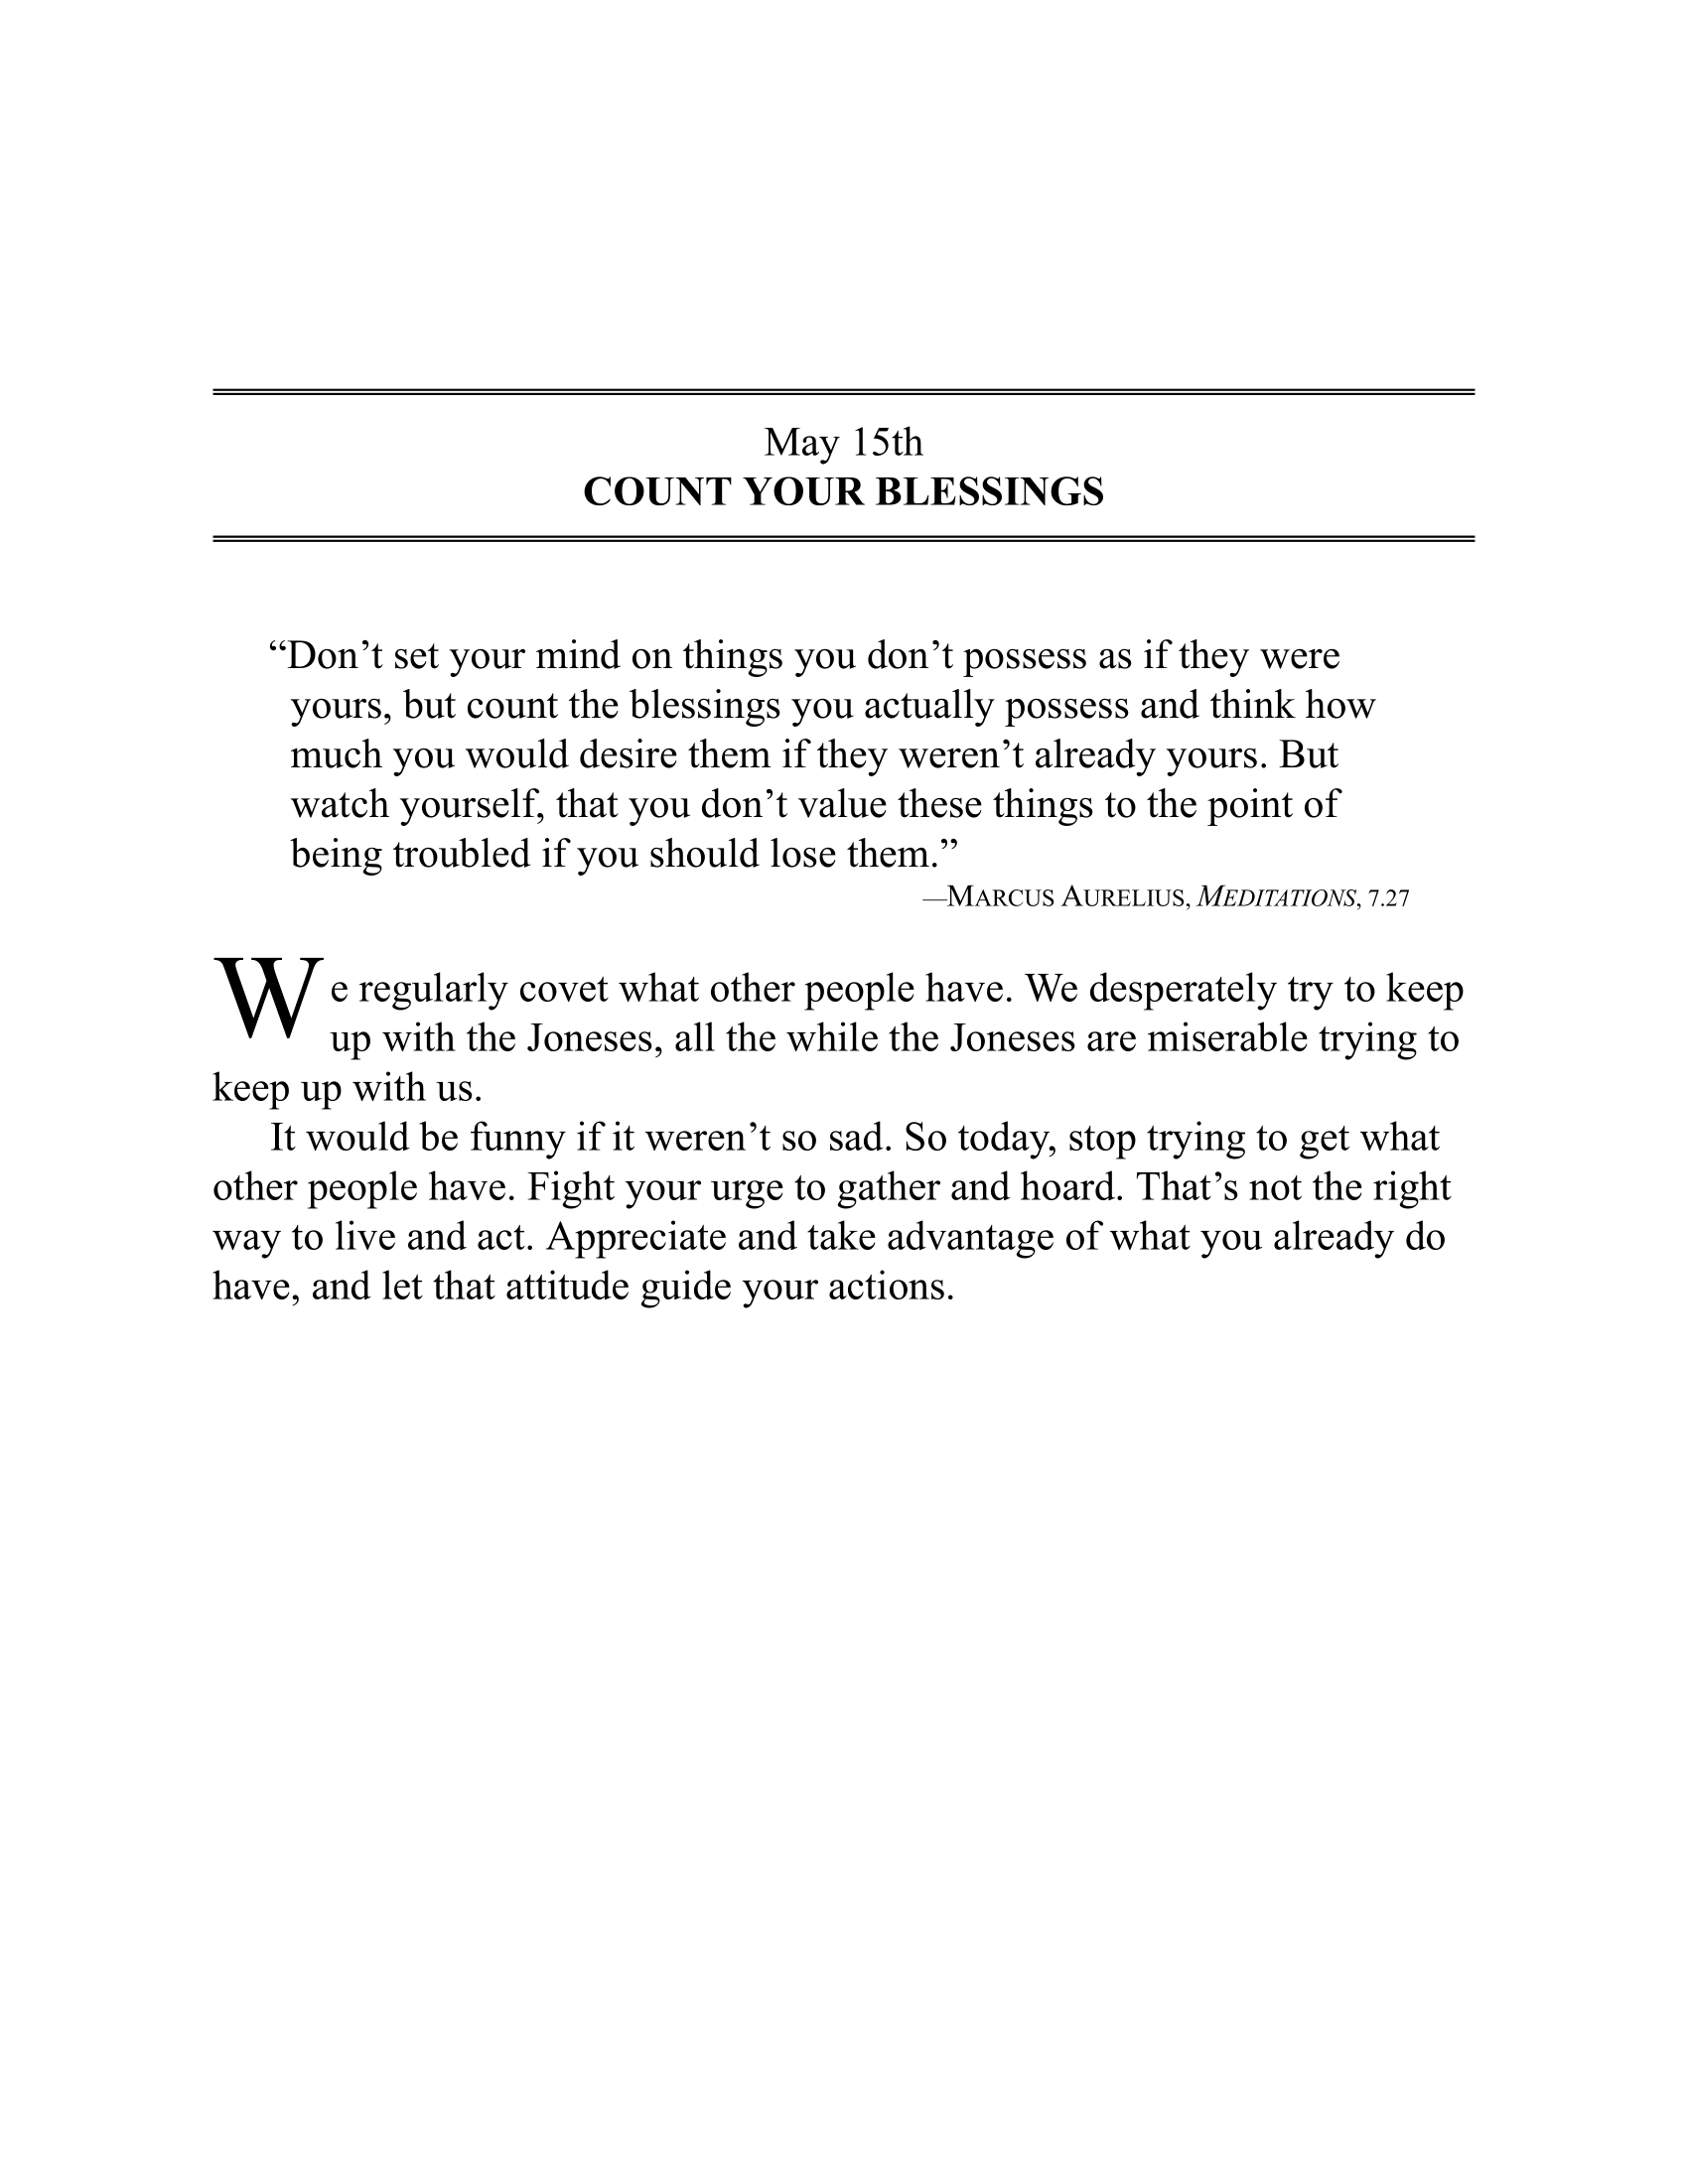 May 15th
COUNT YOUR BLESSINGS
“Don’t set your mind on things you don’t possess as if they were
yours, but count the blessings you actually possess and think how
much you would desire them if they weren’t already yours. But
watch yourself, that you don’t value these things to the point of
being troubled if you should lose them.”
—MARCUS AURELIUS, MEDITATIONS, 7.27
We regularly covet what other people have. We desperately try to keep
up with the Joneses, all the while the Joneses are miserable trying to
keep up with us.
It would be funny if it weren’t so sad. So today, stop trying to get what
other people have. Fight your urge to gather and hoard. That’s not the right
way to live and act. Appreciate and take advantage of what you already do
have, and let that attitude guide your actions.